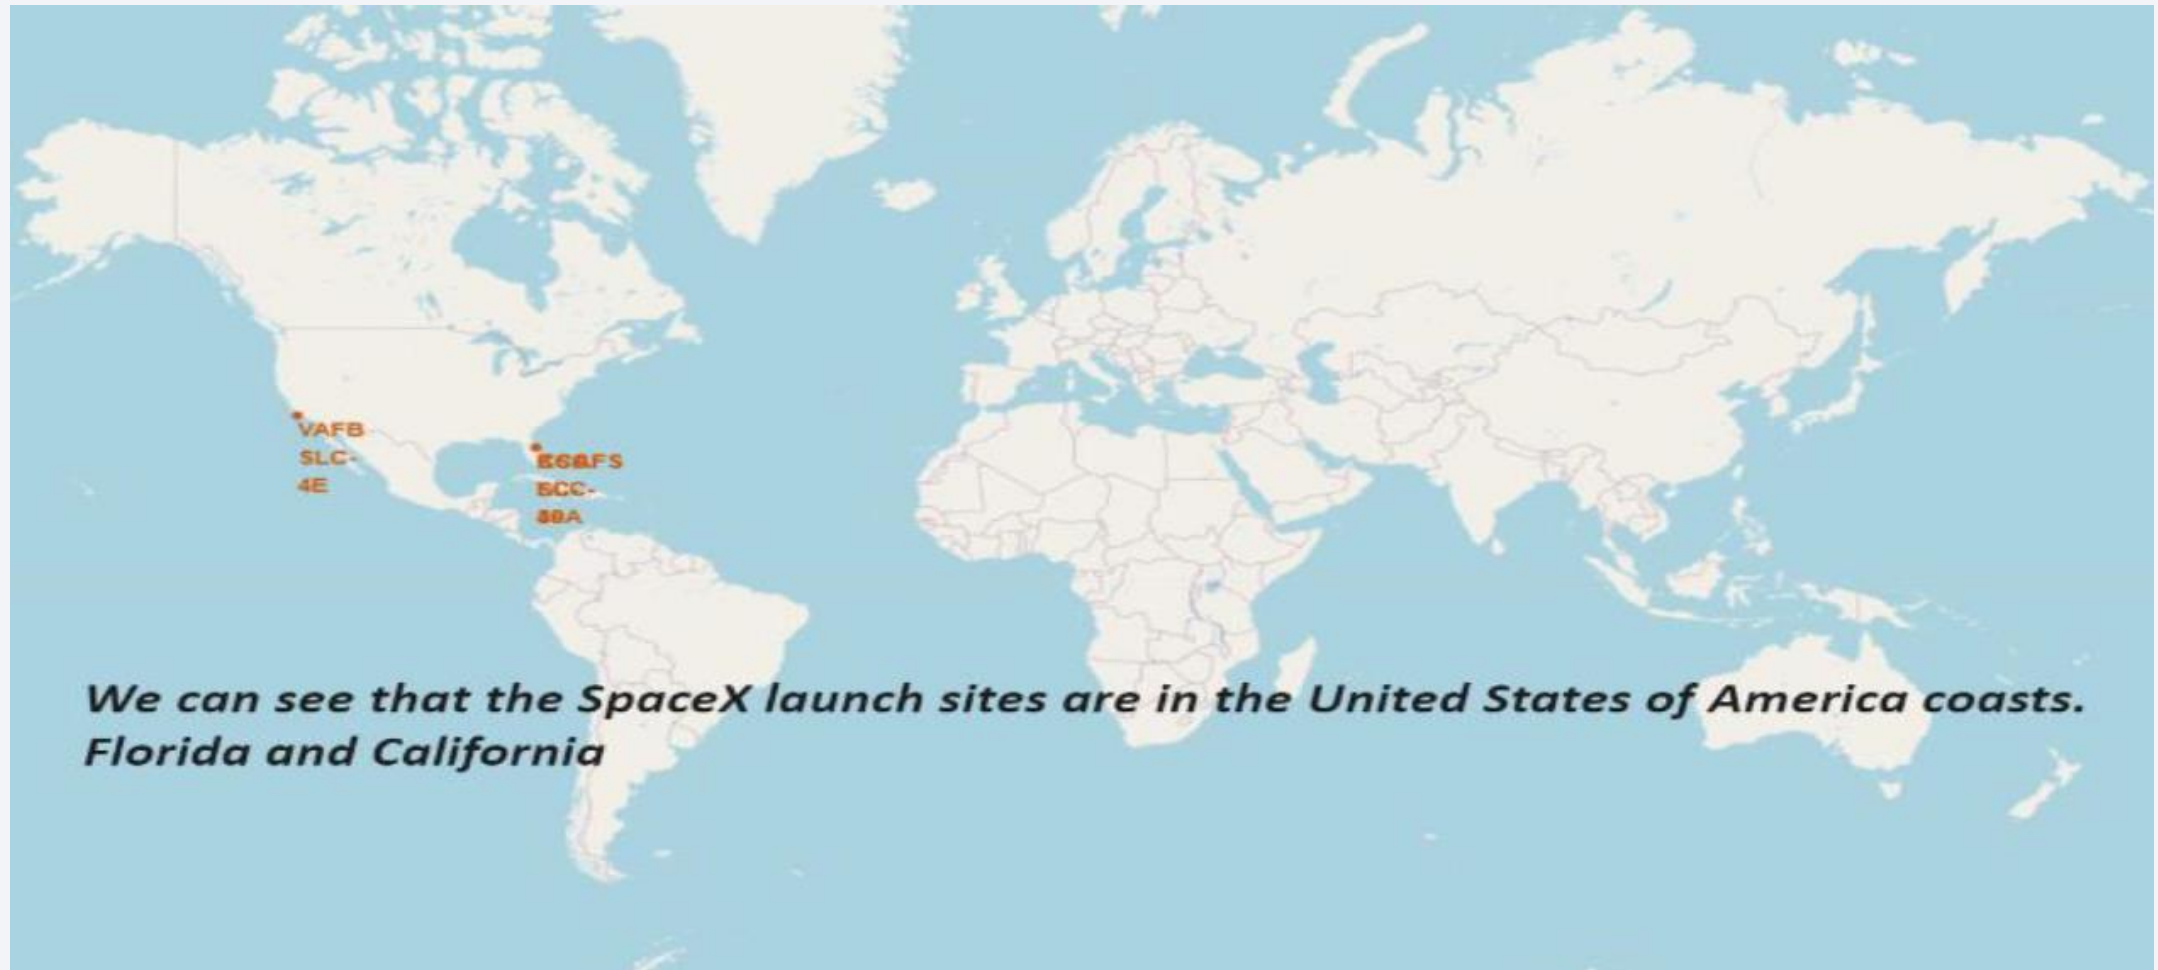 VAFB
SLC-
4E
We can see that the SpaceX launch sites are in the United States of America coasts.
Florida and California